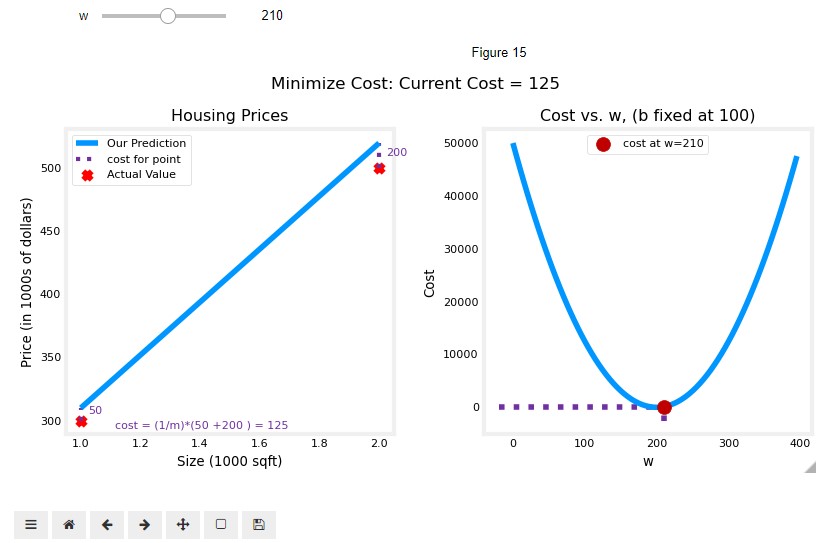 w 210
Figure 15
Minimize Cost: Current Cost = 125
Housing Prices
Our Prediction
cost for point
Actual Value
200
50
cost = (1/m)*(50 +200 ) = 125
500
450
400
350
300
1.0 1.2 1.4 1.6 1.8 2.0
Price (in 1000s of dollars)
Size (1000 sqft)
Cost vs. w, (b fixed at 100)
cost at w=210
50000
40000
30000
20000
10000
0
0 100 200 300 400
Cost
w